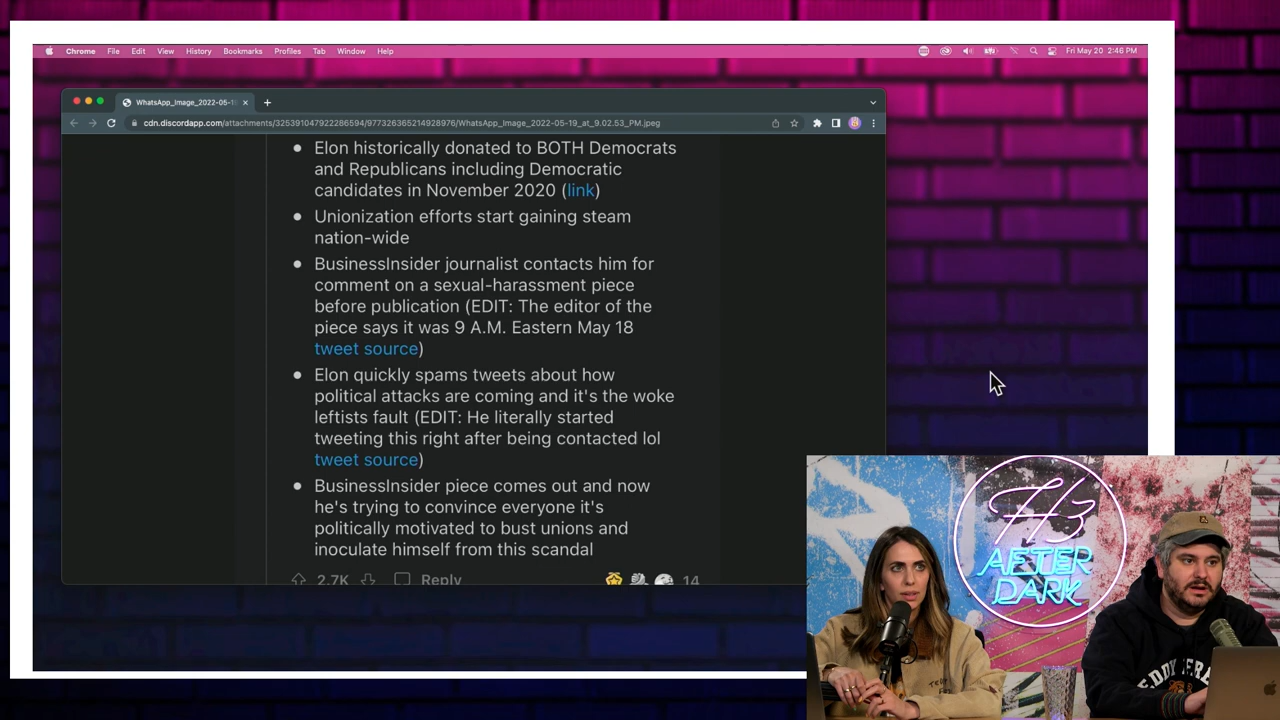 Chrome File Edit View History Bookmarks Profiles Tab Window Help
Fri May 20 2:46 PM
WhatsApp_Image_2022-05-1
cdn.discordapp.com/attachments/325391047922286594/977326365214928976/WhatsApp_Image_2022-05-19_at_9.02.53_PM.jpeg
Elon historically donated to BOTH Democrats
and Republicans including Democratic
candidates in November 2020 (link)
Unionization efforts start gaining steam
nation-wide
BusinessInsider journalist contacts him for
comment on a sexual-harassment piece
before publication (EDIT: The editor of the
piece says it was 9 A.M. Eastern May 18
tweet source)
Elon quickly spams tweets about how
political attacks are coming and it's the woke
leftists fault (EDIT: He literally started
tweeting this right after being contacted lol
tweet source)
BusinessInsider piece comes out and now
he's trying to convince everyone it's
politically motivated to bust unions and
inoculate himself from this scandal
2.7K Reply 14
H3
AFTER
DARK